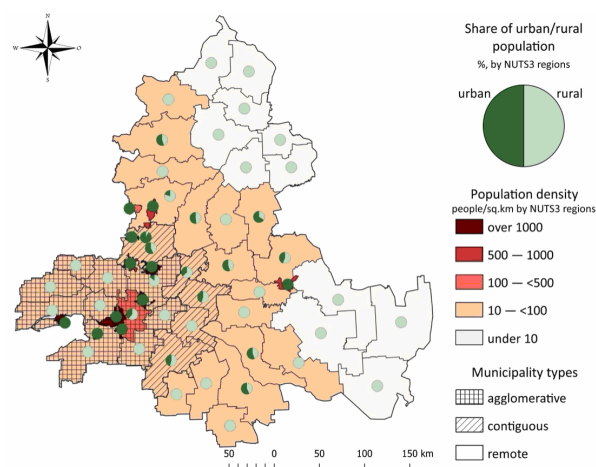 N
W
O
S
Share of urban/rural
population
%, by NUTS3 regions
urban
rural
Population density
people/sq.km by NUTS3 regions
over 1000
500 — 1000
100 — <500
10 — <100
under 10
Municipality types
agglomerative
contiguous
remote
50 0 50 100 150 km